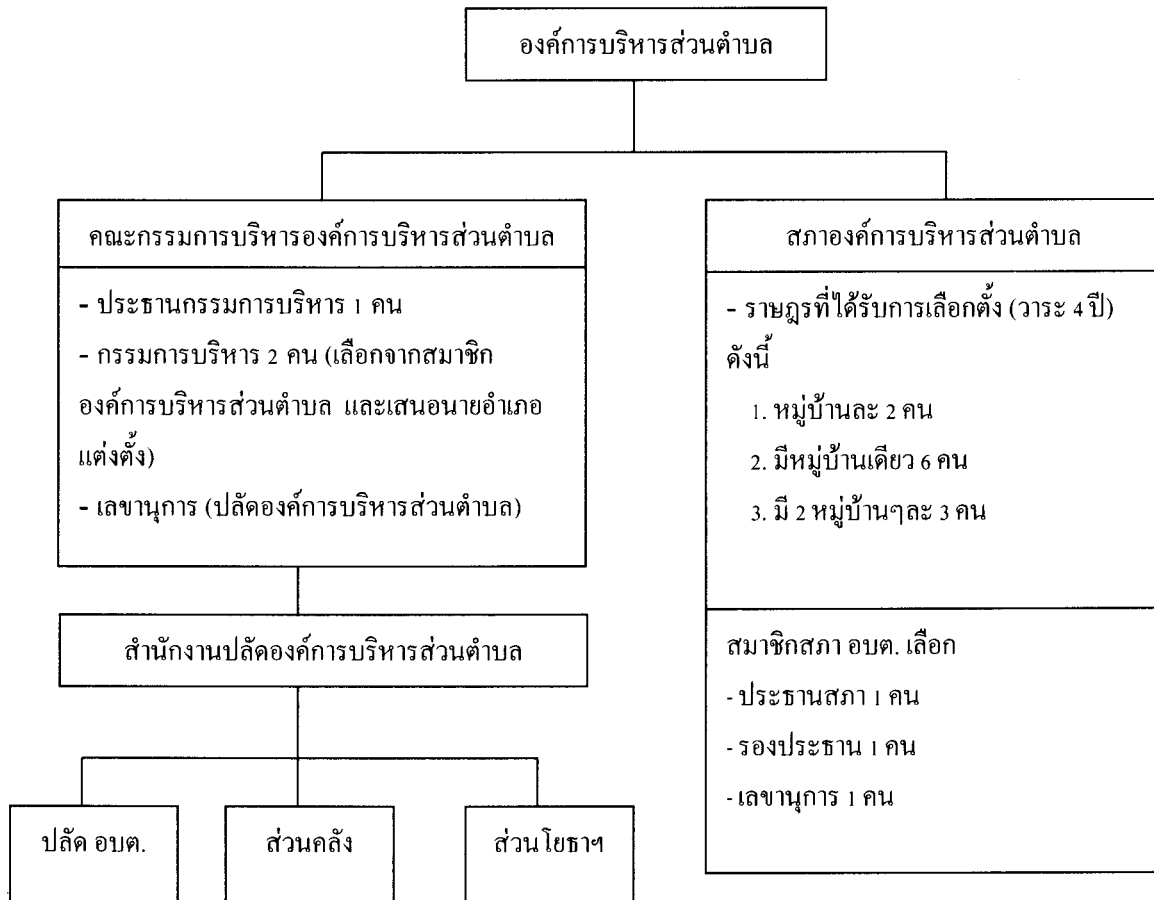 องค์การบริหารส่วนตำบล
คณะกรรมการบริหารองค์การบริหารส่วนตำบล
- ประธานกรรมการบริหาร 1 คน
- กรรมการบริหาร 2 คน (เลือกจากสมาชิก
องค์การบริหารส่วนตำบล และเสนอนายอำเภอ
แต่งตั้ง)
- เลขานุการ (ปลัดองค์การบริหารส่วนตำบล)
สำนักงานปลัดองค์การบริหารส่วนตำบล
ปลัด อบต.
ส่วนคลัง
ส่วนโยธาฯ
สภาองค์การบริหารส่วนตำบล
- ราษฎรที่ได้รับการเลือกตั้ง (วาระ 4 ปี)
ดังนี้
1. หมู่บ้านละ 2 คน
2. มีหมู่บ้านเดียว 6 คน
3. มี 2 หมู่บ้านๆละ 3 คน
สมาชิกสภา อบต. เลือก
- ประธานสภา 1 คน
- รองประธาน 1 คน
- เลขานุการ 1 คน